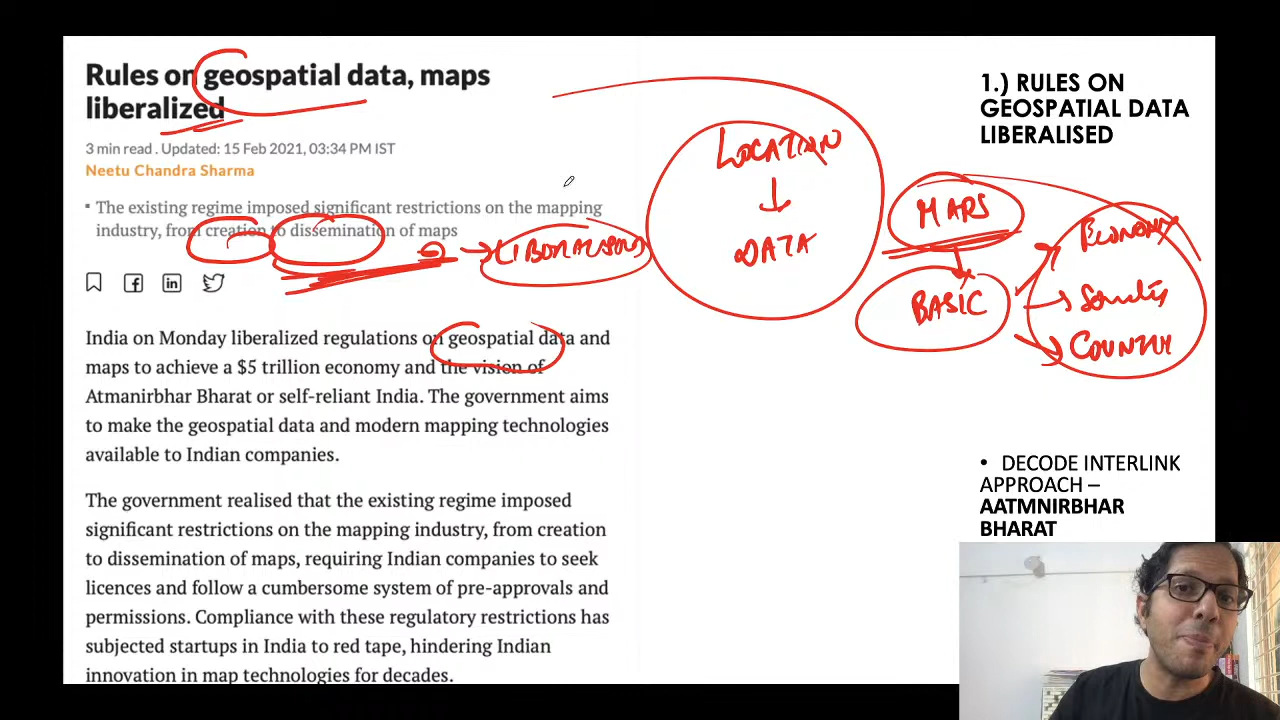 Rules on geospatial data, maps
liberalized
3 min read . Updated: 15 Feb 2021, 03:34 PM IST
Neetu Chandra Sharma
The existing regime imposed significant restrictions on the mapping
industry, from creation to dissemination of maps
India on Monday liberalized regulations on geospatial data and
maps to achieve a $5 trillion economy and the vision of
Atmanirbhar Bharat or self-reliant India. The government aims
to make the geospatial data and modern mapping technologies
available to Indian companies.
The government realised that the existing regime imposed
significant restrictions on the mapping industry, from creation
to dissemination of maps, requiring Indian companies to seek
licences and follow a cumbersome system of pre-approvals and
permissions. Compliance with these regulatory restrictions has
subjected startups in India to red tape, hindering Indian
innovation in map technologies for decades.
LOCATION
DATA
MAPS
BASIC
ECONOMY
1.) RULES ON
GEOSPATIAL DATA
LIBERALISED
• DECODE INTERLINK
APPROACH –
AATMNIRBHAR
BHARAT